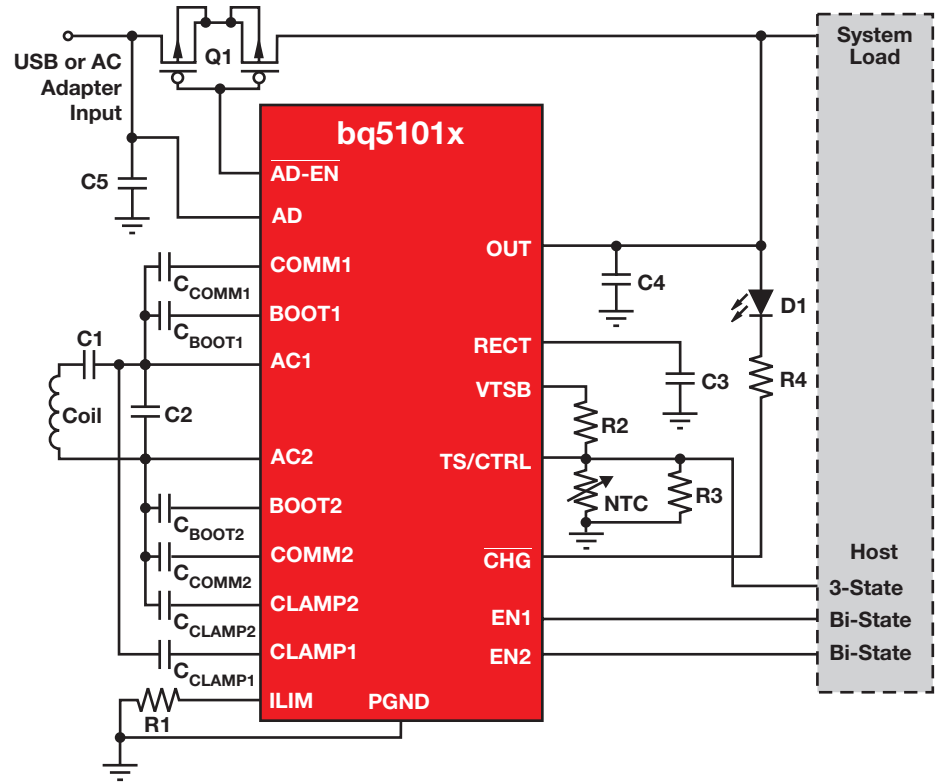 USB or AC
Adapter
Input
Q1
System
Load
bq5101x
AD-EN
C5
AD
OUT
COMM1
CCOMM1
C4
D1
BOOT1
CBOOT1
C1
RECT
AC1
C3
R4
VTSB
Coil
C2
R2
AC2
TS/CTRL
NTC
R3
BOOT2
CBOOT2
COMM2
CCOMM2
CHG
Host
3-State
CLAMP2
CCLAMP2
EN1
Bi-State
CLAMP1
CCLAMP1
EN2
Bi-State
ILIM
PGND
R1